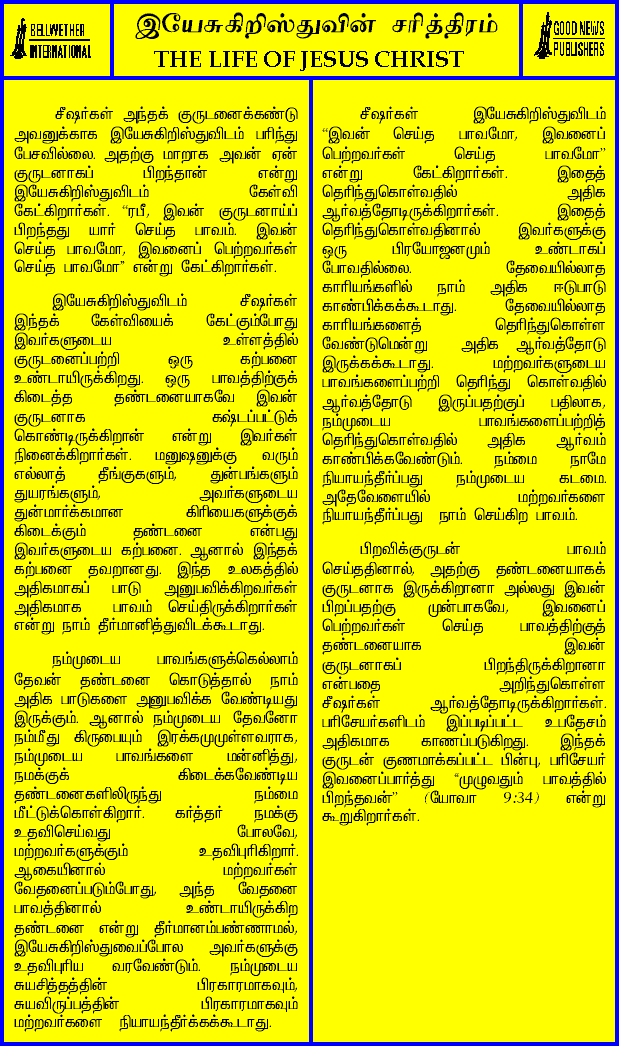 BELLWETHER
INTERNATIONAL
இயேசுகிறிஸ்துவின் சரித்திரம்
THE LIFE OF JESUS CHRIST
GOOD NEWS
PUBLISHERS
சீஷர்கள் அந்தக் குருடனைக்கண்டு
அவனுக்காக இயேசுகிறிஸ்துவிடம் பரிந்து
பேசவில்லை. அதற்கு மாறாக அவன் ஏன்
குருடனாகப் பிறந்தான் என்று
இயேசுகிறிஸ்துவிடம் கேள்வி
கேட்கிறார்கள். “ரபீ, இவன் குருடனாய்ப்
பிறந்தது யார் செய்த பாவம். இவன்
செய்த பாவமோ, இவனைப் பெற்றவர்கள்
செய்த பாவமோ” என்று கேட்கிறார்கள்.
இயேசுகிறிஸ்துவிடம் சீஷர்கள்
இந்தக் கேள்வியைக் கேட்கும்போது
இவர்களுடைய உள்ளத்தில்
குருடனைப்பற்றி ஒரு கற்பனை
உண்டாயிருக்கிறது. ஒரு பாவத்திற்குக்
கிடைத்த தண்டனையாகவே இவன்
குருடனாக கஷ்டப்பட்டுக்
கொண்டிருக்கிறான் என்று இவர்கள்
நினைக்கிறார்கள். மனுஷனுக்கு வரும்
எல்லாத் தீங்குகளும், துன்பங்களும்
துயரங்களும், அவர்களுடைய
துன்மார்க்கமான கிரியைகளுக்குக்
கிடைக்கும் தண்டனை என்பது
இவர்களுடைய கற்பனை. ஆனால் இந்தக்
கற்பனை தவறானது. இந்த உலகத்தில்
அதிகமாகப் பாடு அனுபவிக்கிறவர்கள்
அதிகமாக பாவம் செய்திருக்கிறார்கள்
என்று நாம் தீர்மானித்துவிடக்கூடாது.
நம்முடைய பாவங்களுக்கெல்லாம்
தேவன் தண்டனை கொடுத்தால் நாம்
அதிக பாடுகளை அனுபவிக்க வேண்டியது
இருக்கும். ஆனால் நம்முடைய தேவனோ
நம்மீது கிருபையும் இரக்கமுமுள்ளவராக,
நம்முடைய பாவங்களை மன்னித்து,
நமக்குக் கிடைக்கவேண்டிய
தண்டனைகளிலிருந்து நம்மை
மீட்டுக்கொள்கிறார். கர்த்தர் நமக்கு
உதவிசெய்வது போலவே,
மற்றவர்களுக்கும் உதவிபுரிகிறார்.
ஆகையினால் மற்றவர்கள்
வேதனைப்படும்போது, அந்த வேதனை
பாவத்தினால் உண்டாயிருக்கிற
தண்டனை என்று தீர்மானம்பண்ணாமல்,
இயேசுகிறிஸ்துவைப்போல அவர்களுக்கு
உதவிபுரிய வரவேண்டும். நம்முடைய
சுயசித்தத்தின் பிரகாரமாகவும்,
சுயவிருப்பத்தின் பிரகாரமாகவும்
மற்றவர்களை நியாயந்தீர்க்கக்கூடாது.
சீஷர்கள் இயேசுகிறிஸ்துவிடம்
“இவன் செய்த பாவமோ, இவனைப்
பெற்றவர்கள் செய்த பாவமோ”
என்று கேட்கிறார்கள். இதைத்
தெரிந்துகொள்வதில் அதிக
ஆர்வத்தோடிருக்கிறார்கள். இதைத்
தெரிந்துகொள்வதினால் இவர்களுக்கு
ஒரு பிரயோஜனமும் உண்டாகப்
போவதில்லை. தேவையில்லாத
காரியங்களில் நாம் அதிக ஈடுபாடு
காண்பிக்கக்கூடாது. தேவையில்லாத
காரியங்களைத் தெரிந்துகொள்ள
வேண்டுமென்று அதிக ஆர்வத்தோடு
இருக்கக்கூடாது. மற்றவர்களுடைய
பாவங்களைப்பற்றி தெரிந்து கொள்வதில்
ஆர்வத்தோடு இருப்பதற்குப் பதிலாக,
நம்முடைய பாவங்களைப்பற்றித்
தெரிந்துகொள்வதில் அதிக ஆர்வம்
காண்பிக்கவேண்டும். நம்மை நாமே
நியாயந்தீர்ப்பது நம்முடைய கடமை.
அதேவேளையில் மற்றவர்களை
நியாயந்தீர்ப்பது நாம் செய்கிற பாவம்.
பிறவிக்குருடன் பாவம்
செய்ததினால், அதற்கு தண்டனையாகக்
குருடனாக இருக்கிறானா அல்லது இவன்
பிறப்பதற்கு முன்பாகவே, இவனைப்
பெற்றவர்கள் செய்த பாவத்திற்குத்
தண்டனையாக இவன்
குருடனாகப் பிறந்திருக்கிறானா
என்பதை அறிந்துகொள்ள
சீஷர்கள் ஆர்வத்தோடிருக்கிறார்கள்.
பரிசேயர்களிடம் இப்படிப்பட்ட உபதேசம்
அதிகமாக காணப்படுகிறது. இந்தக்
குருடன் குணமாக்கப்பட்ட பின்பு, பரிசேயர்
இவனைப்பார்த்து “முழுவதும் பாவத்தில்
பிறந்தவன்” (யோவா 9:34) என்று
கூறுகிறார்கள்.